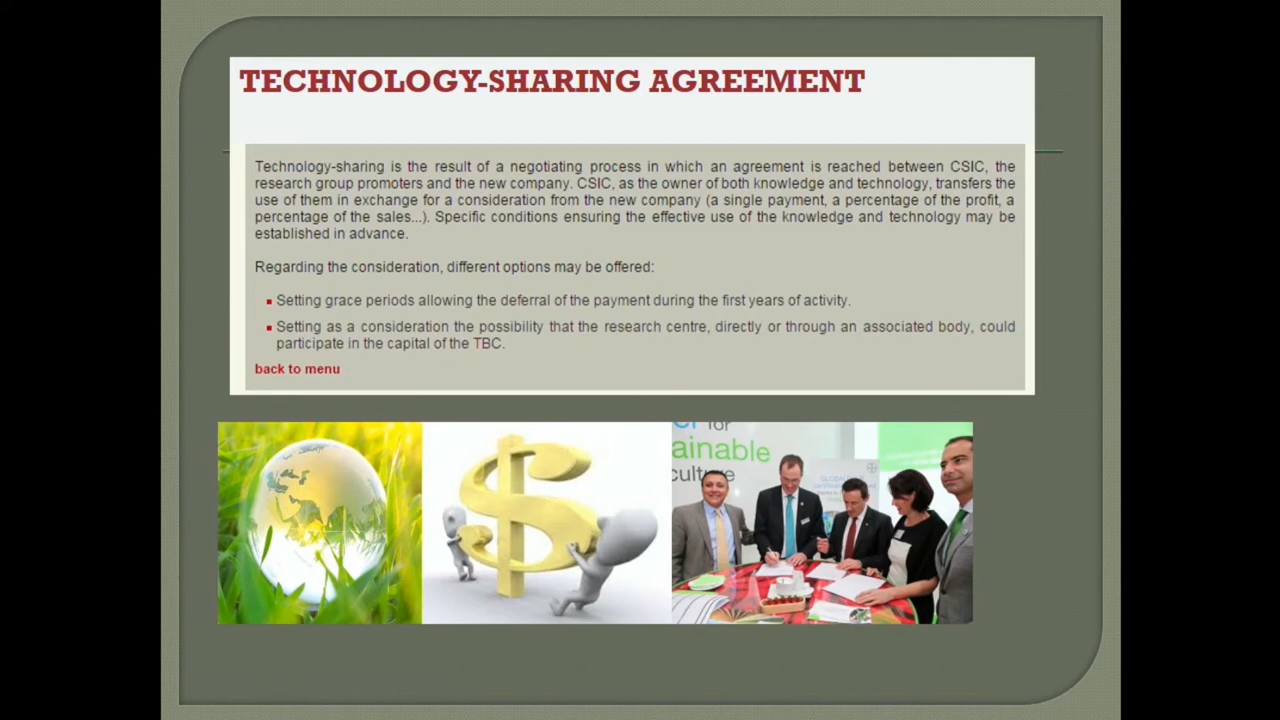 TECHNOLOGY-SHARING AGREEMENT
Technology-sharing is the result of a negotiating process in which an agreement is reached between CSIC, the
research group promoters and the new company. CSIC, as the owner of both knowledge and technology, transfers the
use of them in exchange for a consideration from the new company (a single payment, a percentage of the profit, a
percentage of the sales...). Specific conditions ensuring the effective use of the knowledge and technology may be
established in advance.
Regarding the consideration, different options may be offered:
Setting grace periods allowing the deferral of the payment during the first years of activity.
Setting as a consideration the possibility that the research centre, directly or through an associated body, could
participate in the capital of the TBC.
back to menu
for
ainable
culture